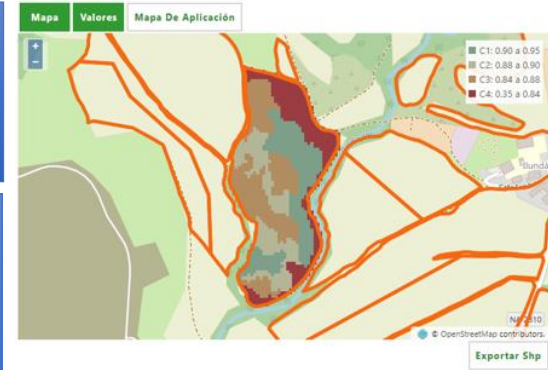 Mapa
Valores
Mapa De Aplicación
+
−
C1: 0.90 a 0.95
C2: 0.88 a 0.90
C3: 0.84 a 0.88
C4: 0.35 a 0.84
© OpenStreetMap contributors.
Exportar Shp